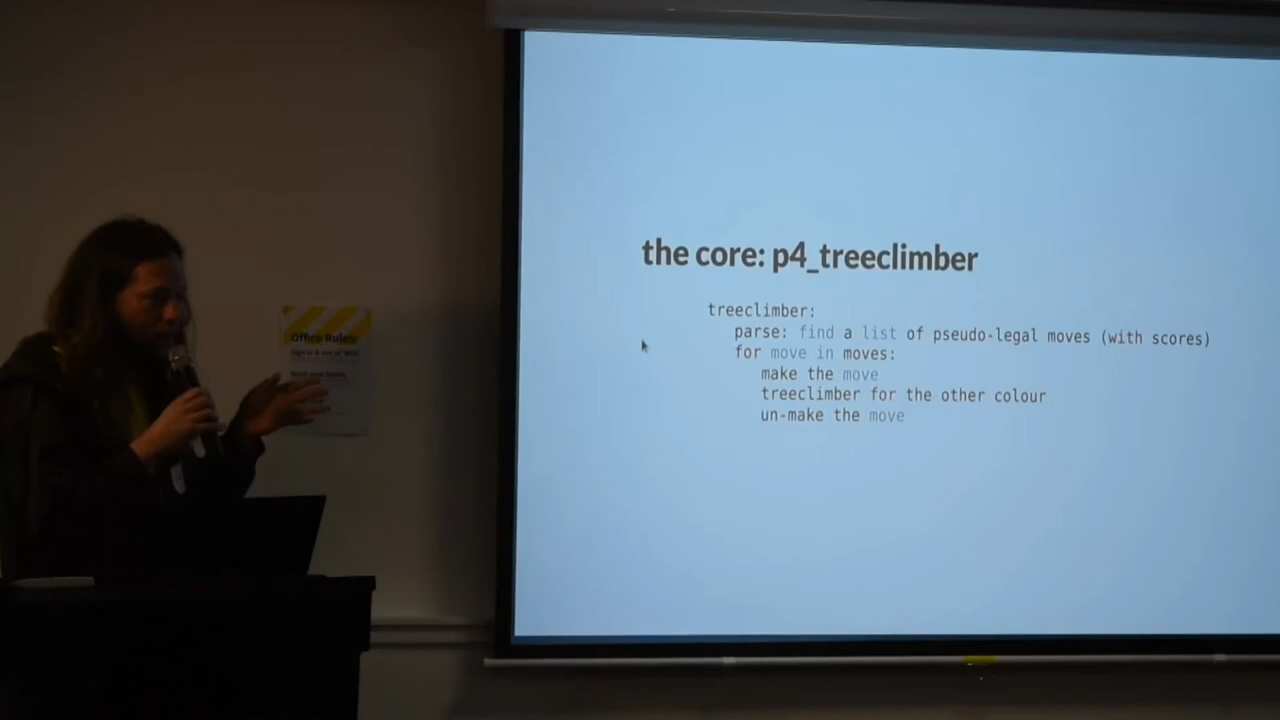 the core: p4_treeclimber
treeclimber:
parse: find a list of pseudo-legal moves (with scores)
for move in moves:
make the move
treeclimber for the other colour
un-make the move
Office Rules